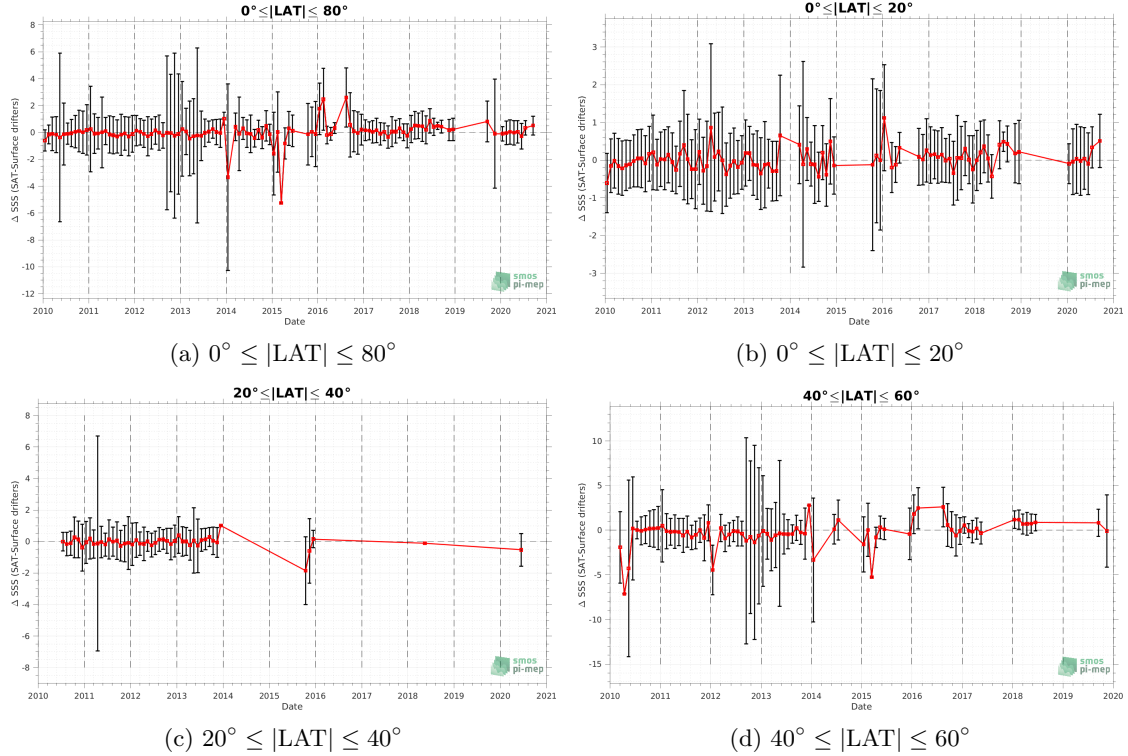 0°≤|LAT|≤ 80°
Δ SSS (SAT-Surface drifters)
8
6
4
2
0
-2
-4
-6
-8
-10
-12
2010 2011 2012 2013 2014 2015 2016 2017 2018 2019 2020 2021
Date
smos
pi-mep
(a) 0° ≤ |LAT| ≤ 80°
0°≤|LAT|≤ 20°
Δ SSS (SAT-Surface drifters)
3
2
1
0
-1
-2
-3
2010 2011 2012 2013 2014 2015 2016 2017 2018 2019 2020 2021
Date
smos
pi-mep
(b) 0° ≤ |LAT| ≤ 20°
20°≤|LAT|≤ 40°
Δ SSS (SAT-Surface drifters)
8
6
4
2
0
-2
-4
-6
-8
2010 2011 2012 2013 2014 2015 2016 2017 2018 2019 2020 2021
Date
smos
pi-mep
(c) 20° ≤ |LAT| ≤ 40°
40°≤|LAT|≤ 60°
Δ SSS (SAT-Surface drifters)
10
5
0
-5
-10
-15
2010 2011 2012 2013 2014 2015 2016 2017 2018 2019 2020
Date
smos
pi-mep
(d) 40° ≤ |LAT| ≤ 60°